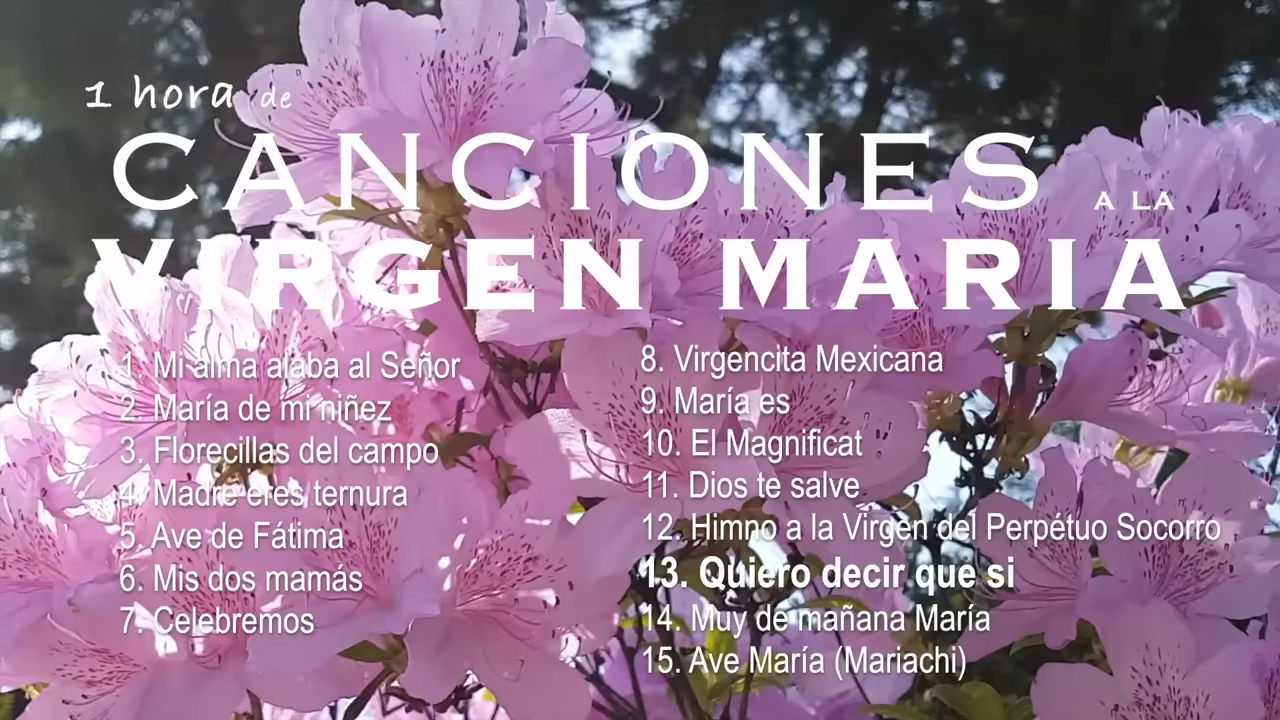 1 hora de
CANCIONES A LA
VIRGEN MARIA
1. Mi alma alaba al Señor
2. María de mi niñez
3. Florecillas del campo
4. Madre eres ternura
5. Ave de Fátima
6. Mis dos mamás
7. Celebremos
8. Virgencita Mexicana
9. María es
10. El Magnificat
11. Dios te salve
12. Himno a la Virgen del Perpétuo Socorro
13. Quiero decir que si
14. Muy de mañana María
15. Ave María (Mariachi)